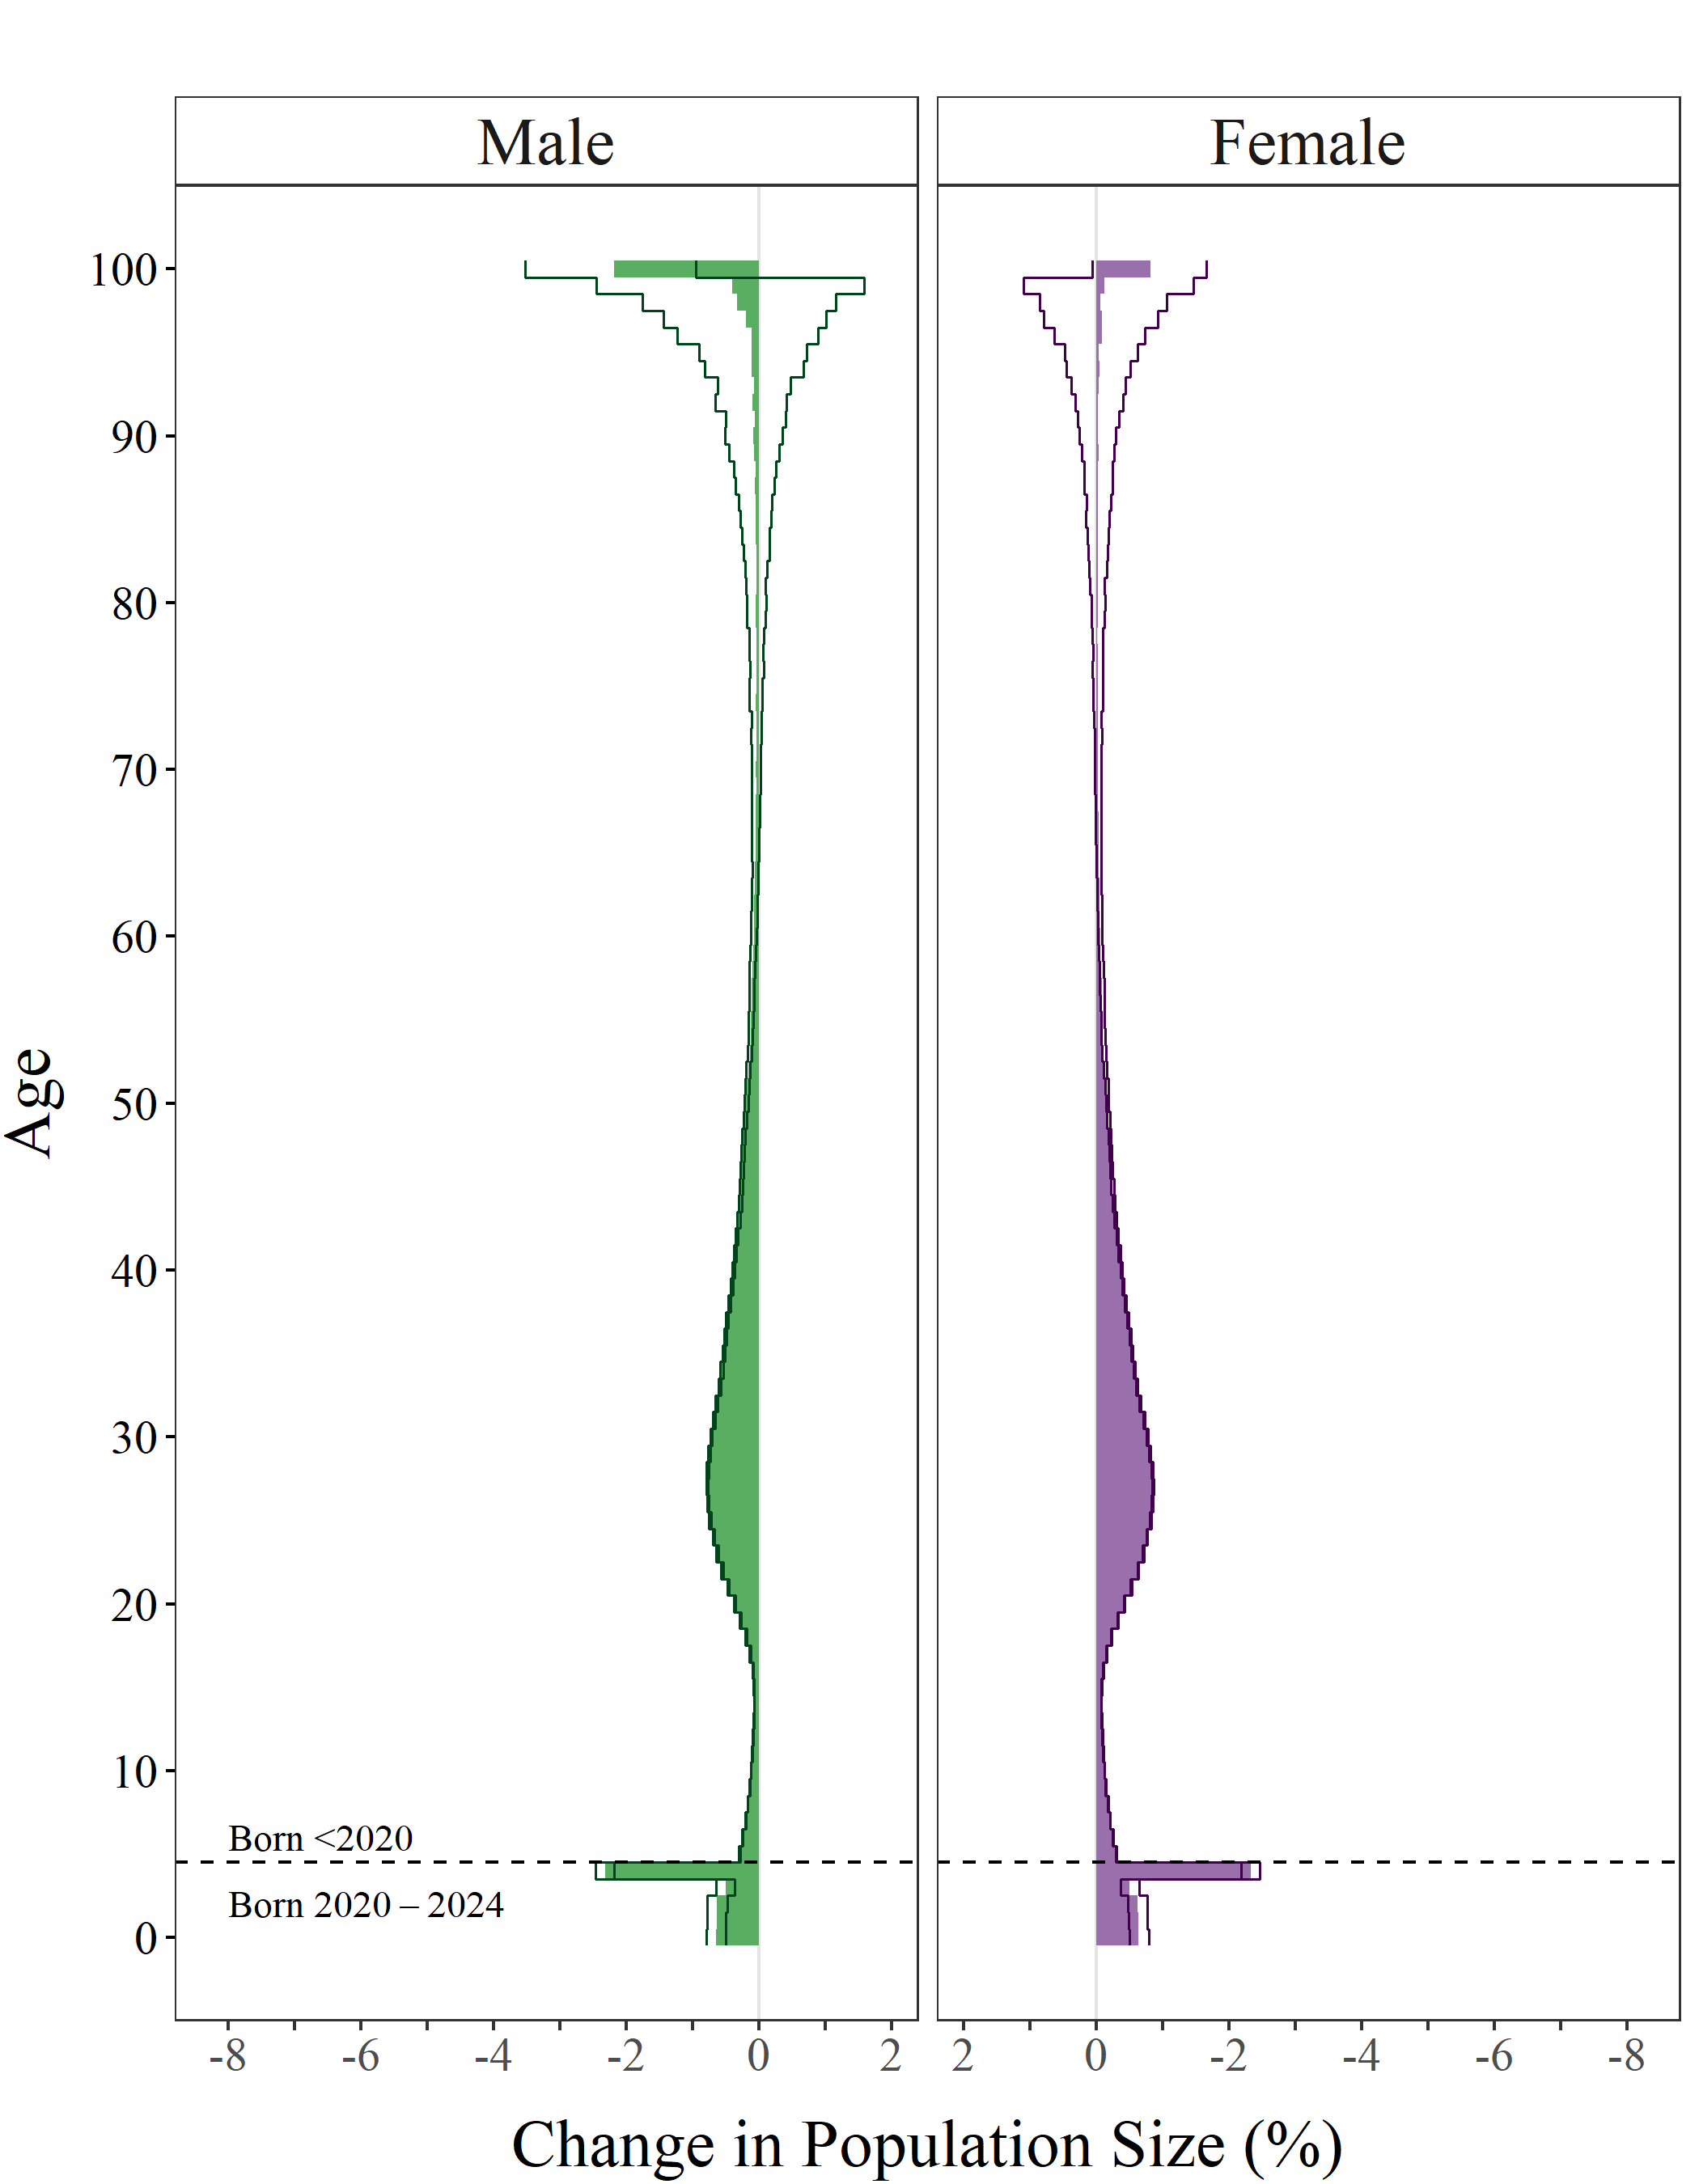 Male
Female
100
90
80
70
60
50
40
30
20
10
0
Age
Born <2020
Born 2020 – 2024
-8 -6 -4 -2 0 2
2 0 -2 -4 -6 -8
Change in Population Size (%)